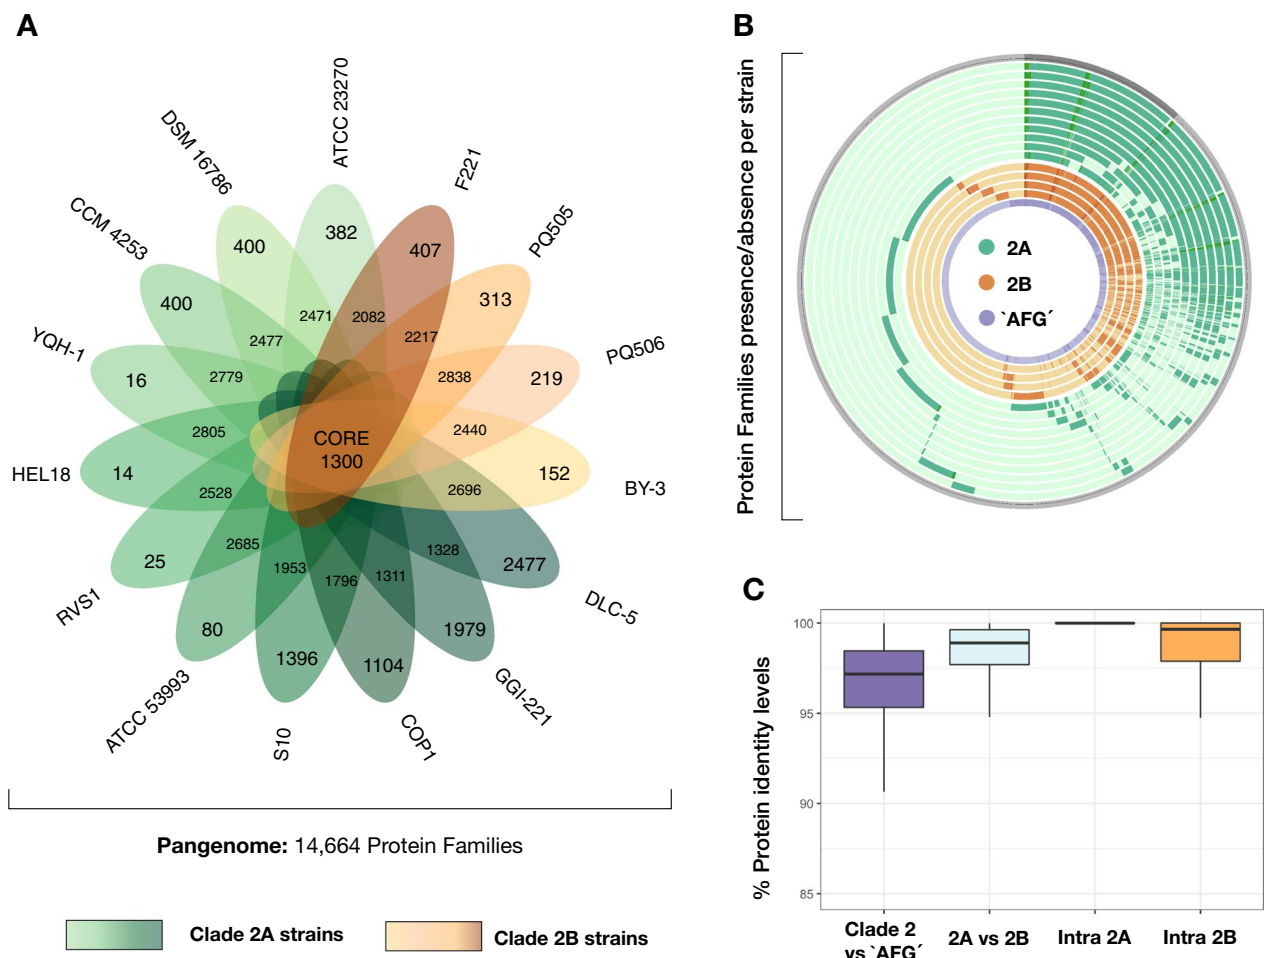 A
ATCC 23270
DSM 16786
F221
CCM 4253
PQ505
YQH-1
PQ506
HEL18
BY-3
RVS1
DLC-5
ATCC 53993
GGI-221
S10
COP1
382
400
407
400
313
16
219
14
152
25
2477
80
1979
1396
1104
2471
2082
2477
2217
2779
2838
2805
2440
2528
2696
2685
1328
1953
1796
1311
CORE
1300
Pangenome: 14,664 Protein Families
Clade 2A strains
Clade 2B strains
B
Protein Families presence/absence per strain
2A
2B
`AFG´
C
% Protein identity levels
100
95
90
85
Clade 2
vs `AFG´
2A vs 2B
Intra 2A
Intra 2B